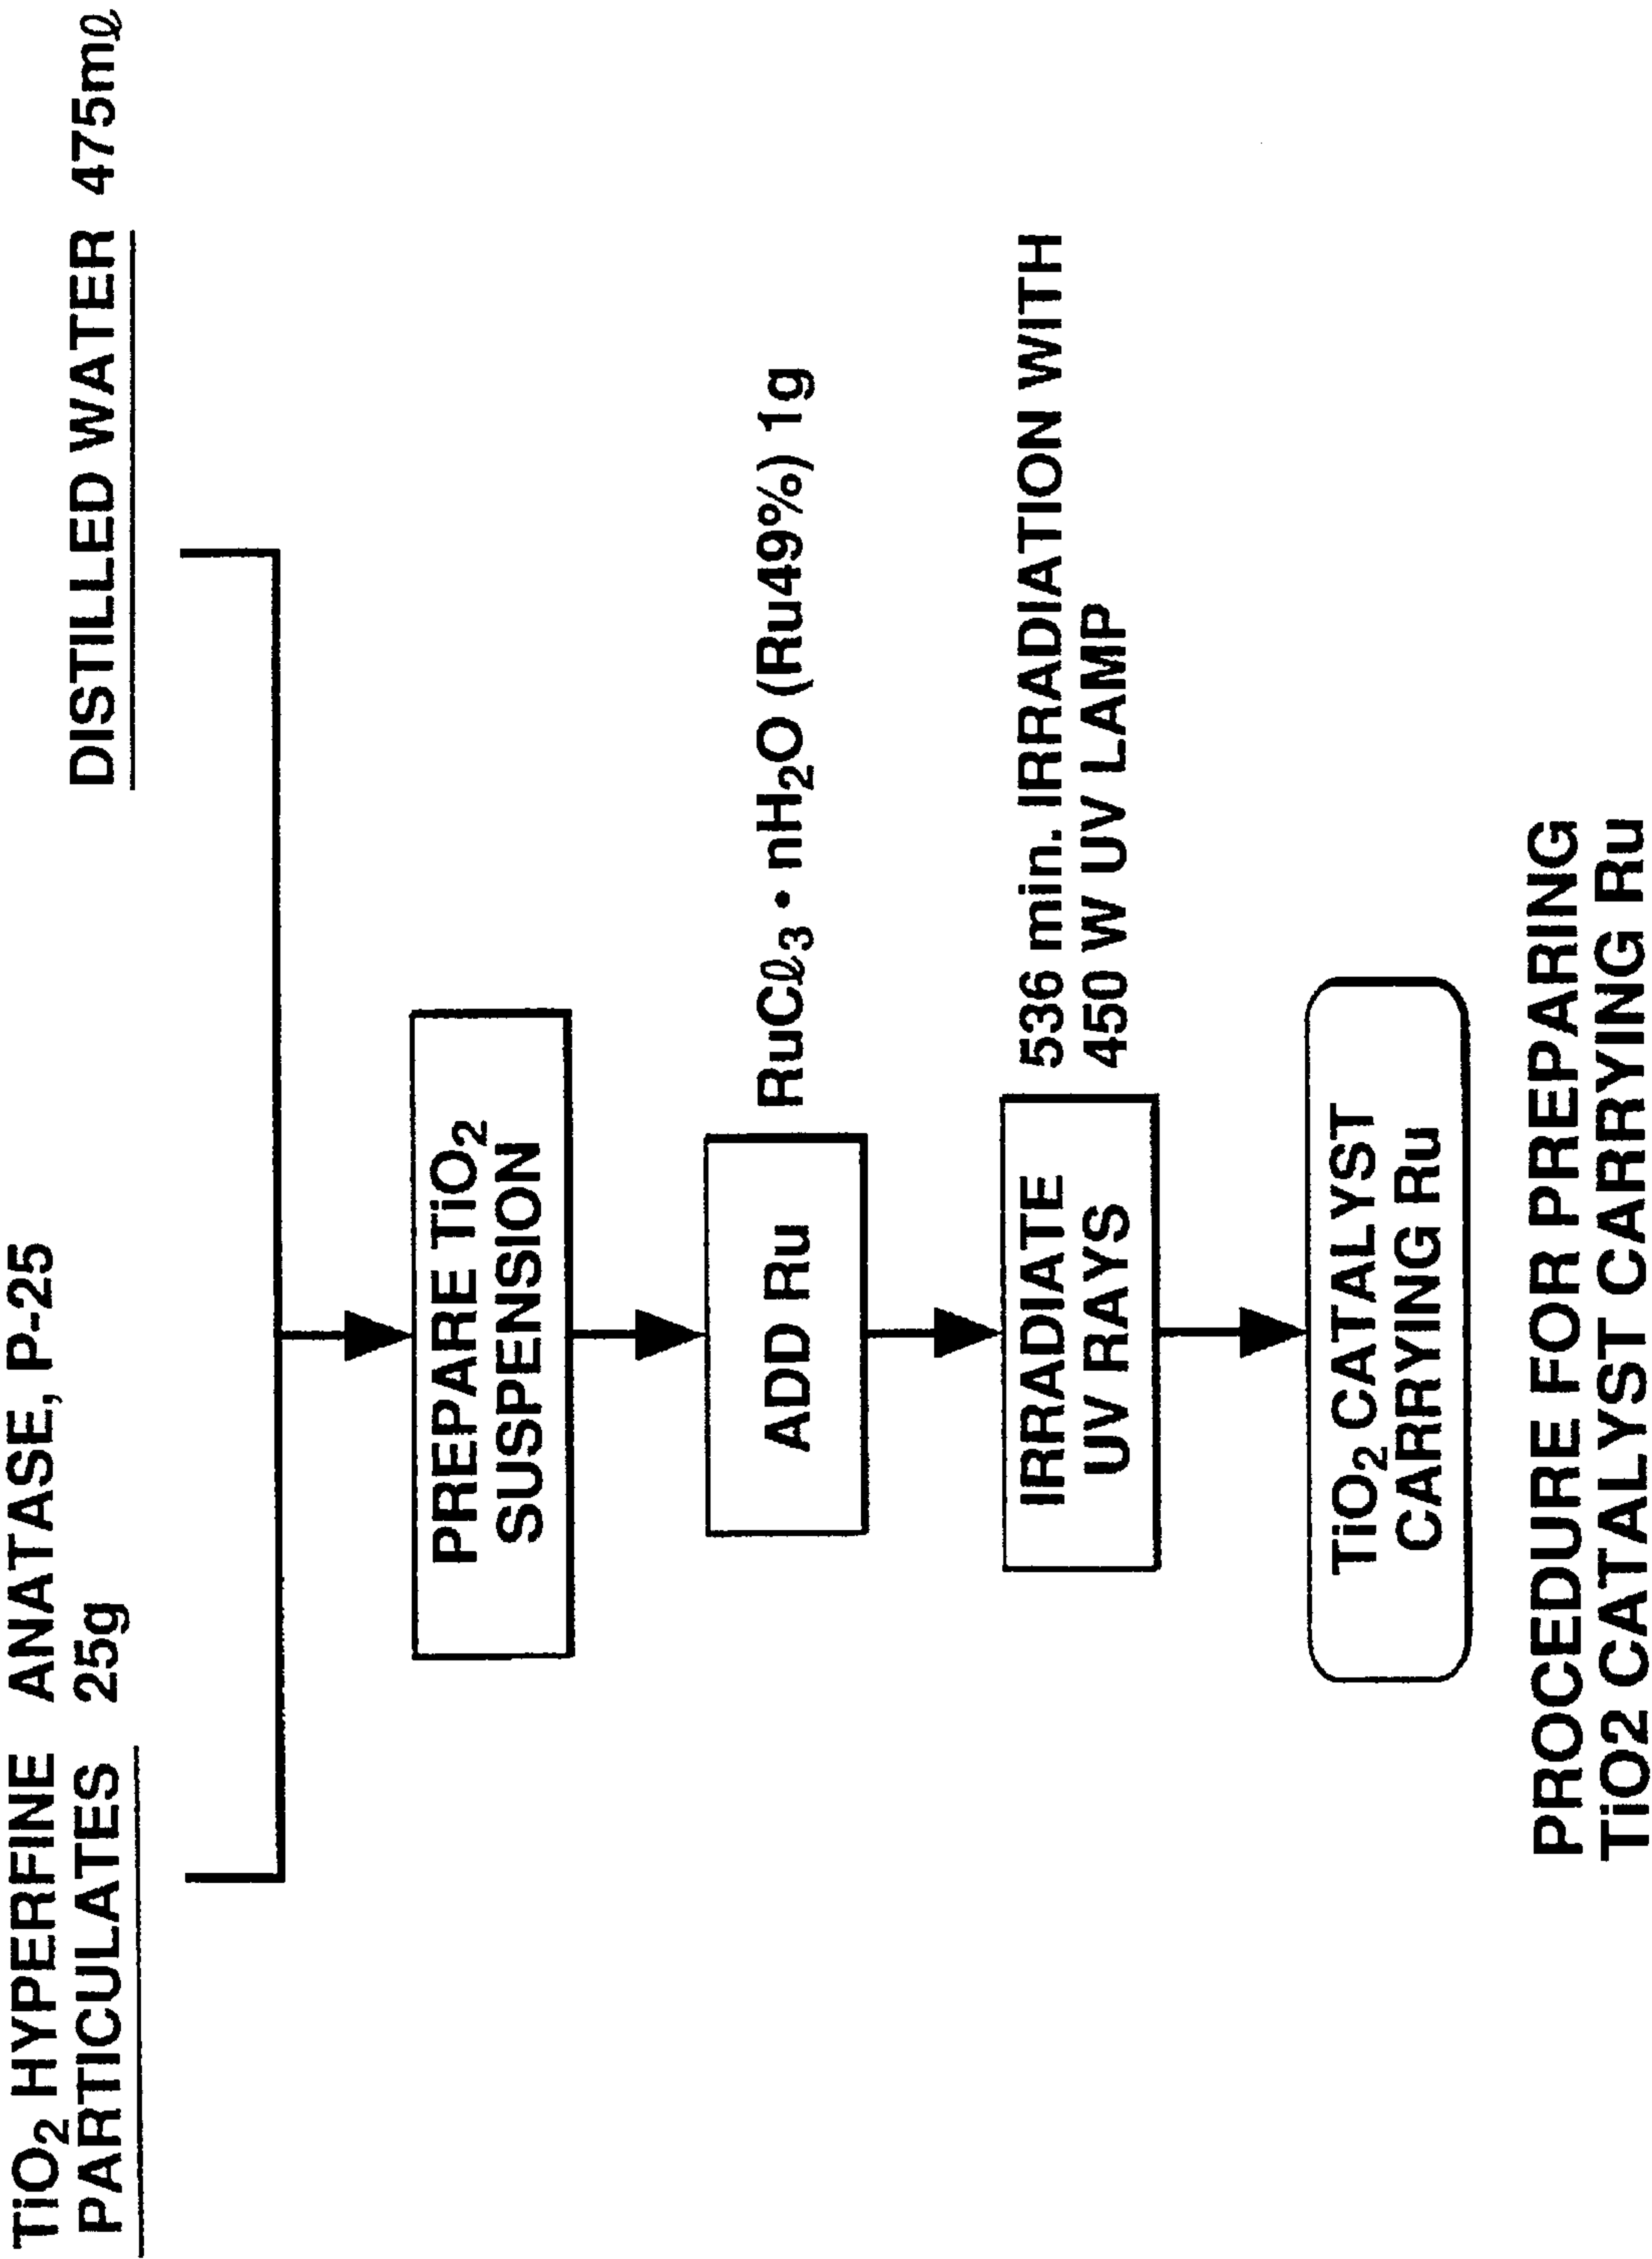 TiO₂ HYPERFINE ANATASE, P-25
PARTICULATES 25g
DISTILLED WATER 475mℓ
PREPARE TiO₂
SUSPENSION
ADD Ru
RuCℓ₃ • nH₂O (Ru49%) 1g
IRRADIATE
UV RAYS
536 min. IRRADIATION WITH
450 W UV LAMP
TiO₂ CATALYST
CARRYING Ru
PROCEDURE FOR PREPARING
TiO2 CATALYST CARRYING Ru